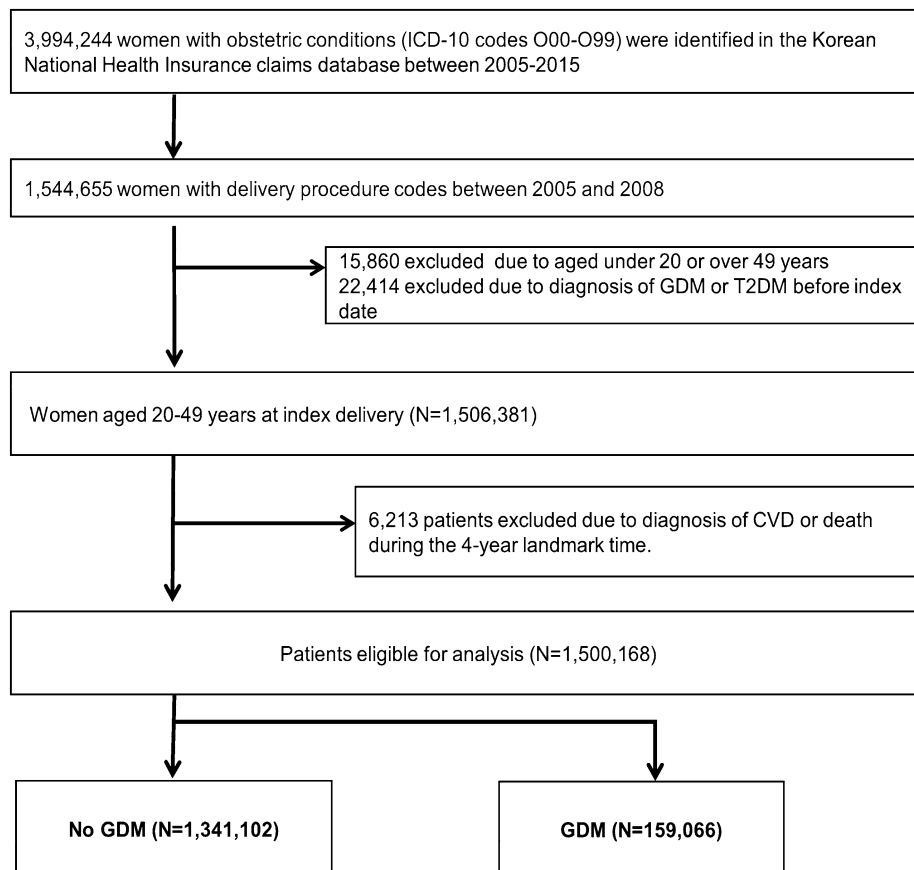 3,994,244 women with obstetric conditions (ICD-10 codes O00-O99) were identified in the Korean
National Health Insurance claims database between 2005-2015
1,544,655 women with delivery procedure codes between 2005 and 2008
15,860 excluded due to aged under 20 or over 49 years
22,414 excluded due to diagnosis of GDM or T2DM before index
date
Women aged 20-49 years at index delivery (N=1,506,381)
6,213 patients excluded due to diagnosis of CVD or death
during the 4-year landmark time.
Patients eligible for analysis (N=1,500,168)
No GDM (N=1,341,102)
GDM (N=159,066)